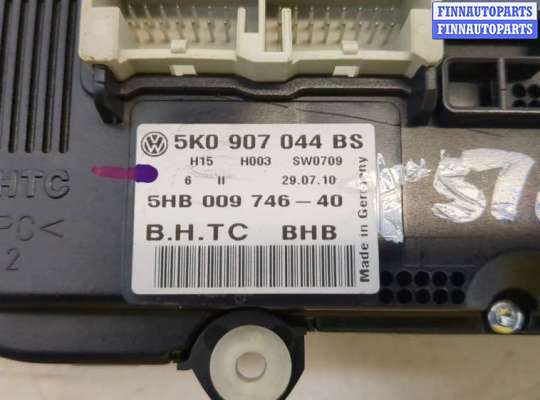 FINNAUTOPARTS
FINNAUTOPARTS
5K0 907 044 BS
H15 H003 SW0709
6 II 29.07.10
5HB 009 746-40
B.H.TC BHB
Made in Germany
HTC
PC<
2